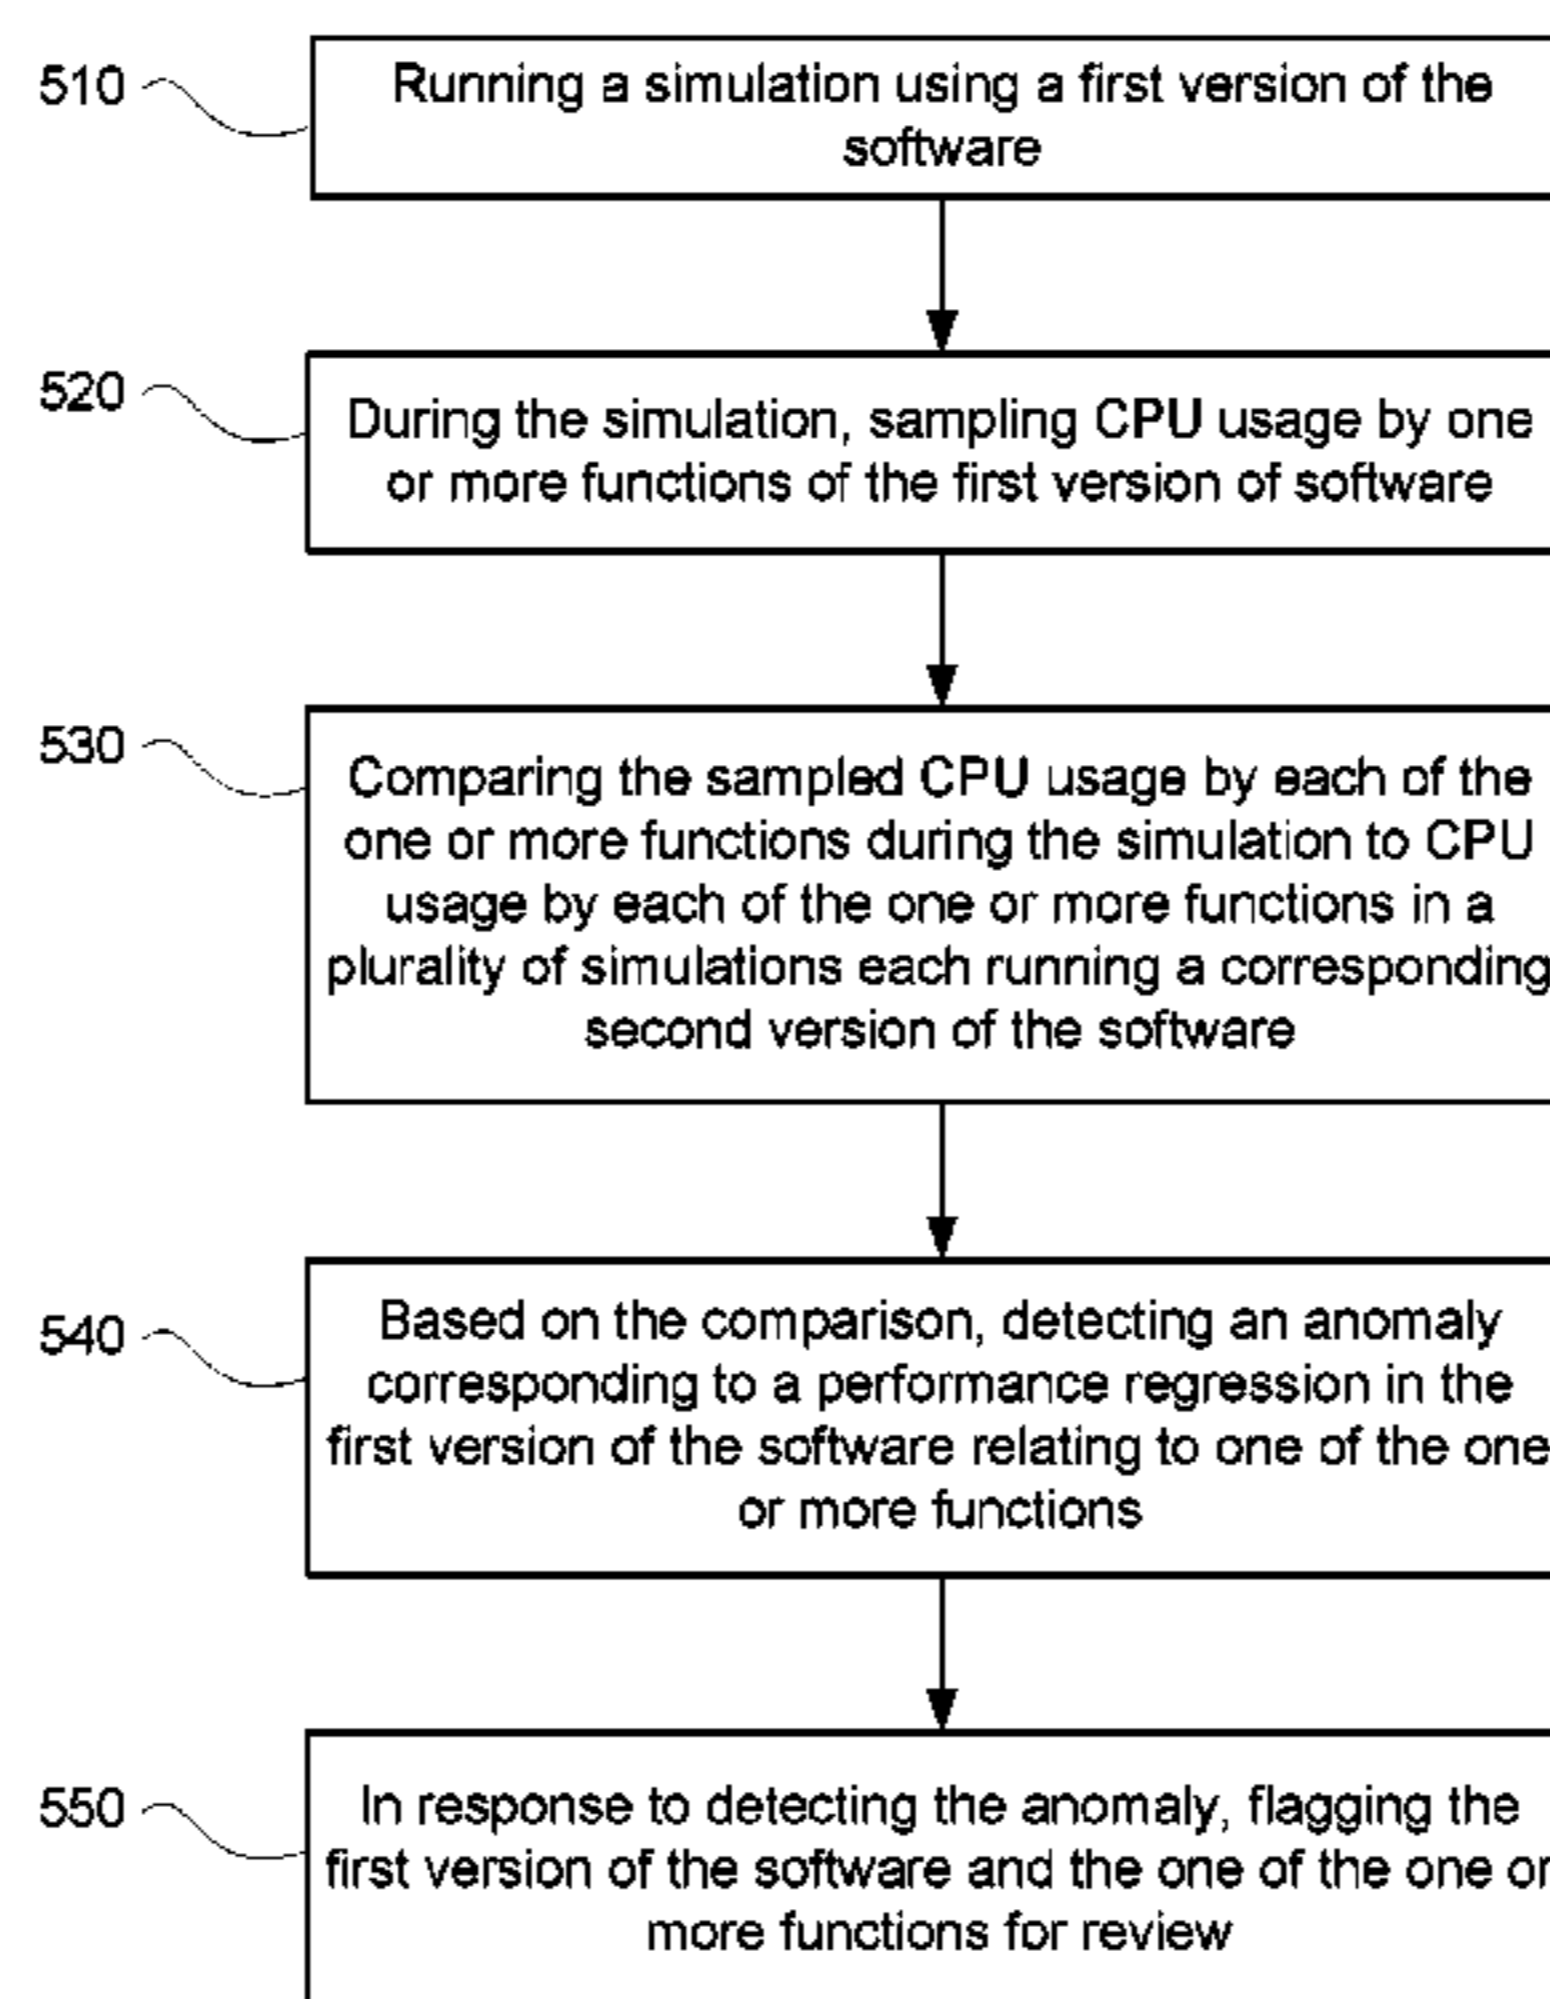 510
Running a simulation using a first version of the
software
520
During the simulation, sampling CPU usage by one
or more functions of the first version of software
530
Comparing the sampled CPU usage by each of the
one or more functions during the simulation to CPU
usage by each of the one or more functions in a
plurality of simulations each running a corresponding
second version of the software
540
Based on the comparison, detecting an anomaly
corresponding to a performance regression in the
first version of the software relating to one of the one
or more functions
550
In response to detecting the anomaly, flagging the
first version of the software and the one of the one or
more functions for review